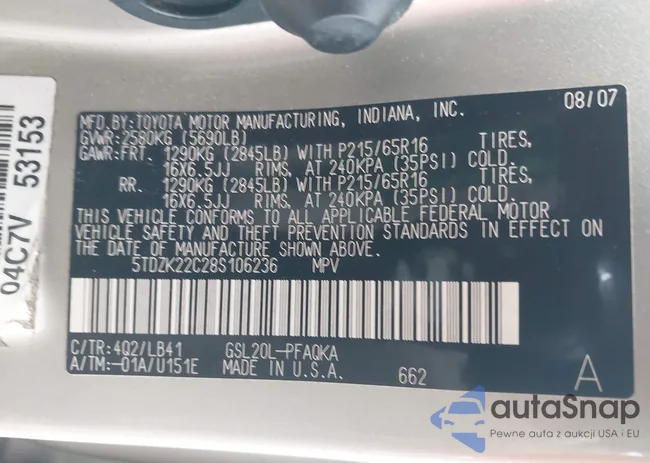 04C7V 53153
08/07
MFD. BY: TOYOTA MOTOR MANUFACTURING, INDIANA, INC.
GVWR: 2580KG (5690LB)
GAWR: FRT. 1290KG (2845LB) WITH P215/65R16 TIRES,
16X6.5JJ RIMS, AT 240KPA (35PSI) COLD.
RR. 1290KG (2845LB) WITH P215/65R16 TIRES,
16X6.5JJ RIMS, AT 240KPA (35PSI) COLD.
THIS VEHICLE CONFORMS TO ALL APPLICABLE FEDERAL MOTOR
VEHICLE SAFETY AND THEFT PREVENTION STANDARDS IN EFFECT ON
THE DATE OF MANUFACTURE SHOWN ABOVE.
5TDZK22C28S106236 MPV
C/TR: 4Q2/LB41 GSL20L-PFAQKA
A/TM: -01A/U151E MADE IN U.S.A. 662 A
autaSnap
Pewne auta z aukcji USA i EU